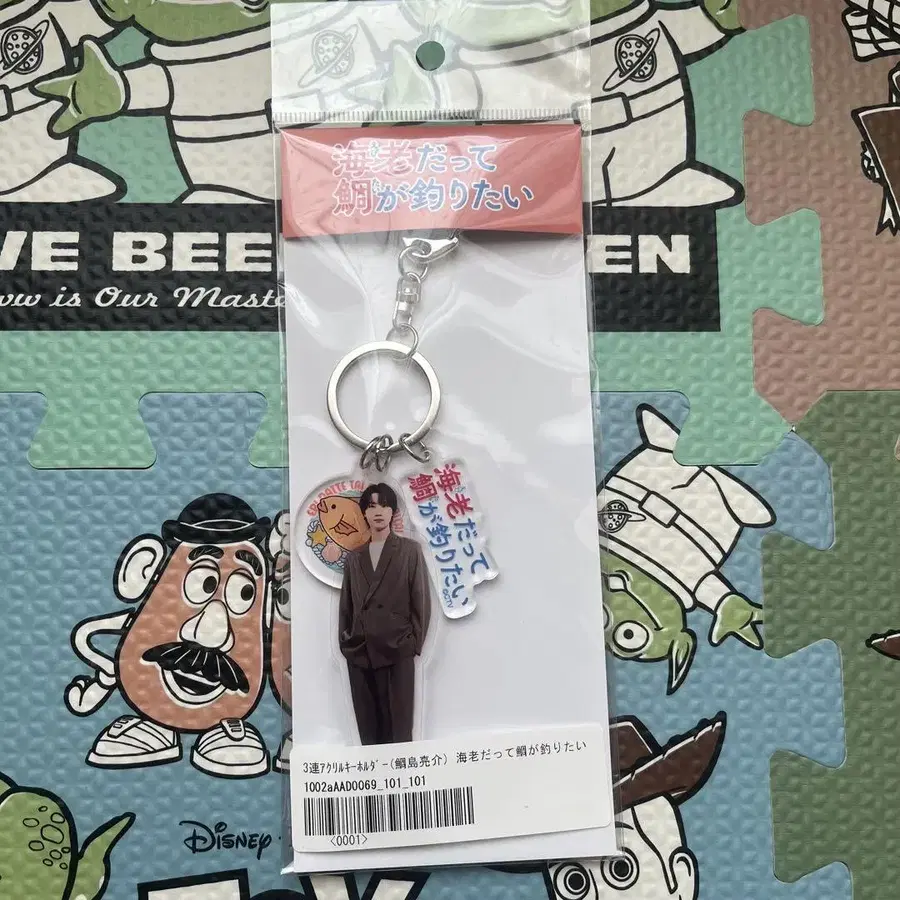 海老だって
鯛が釣りたい
VE BEE
EN
ow is Our Maste
海老だって
鯛が釣りたい
©CTV
3連ｱｸﾘﾙｷｰﾎﾙﾀﾞｰ(鯛島亮介) 海老だって鯛が釣りたい
1002aAAD0069_101_101
<0001>
Disney